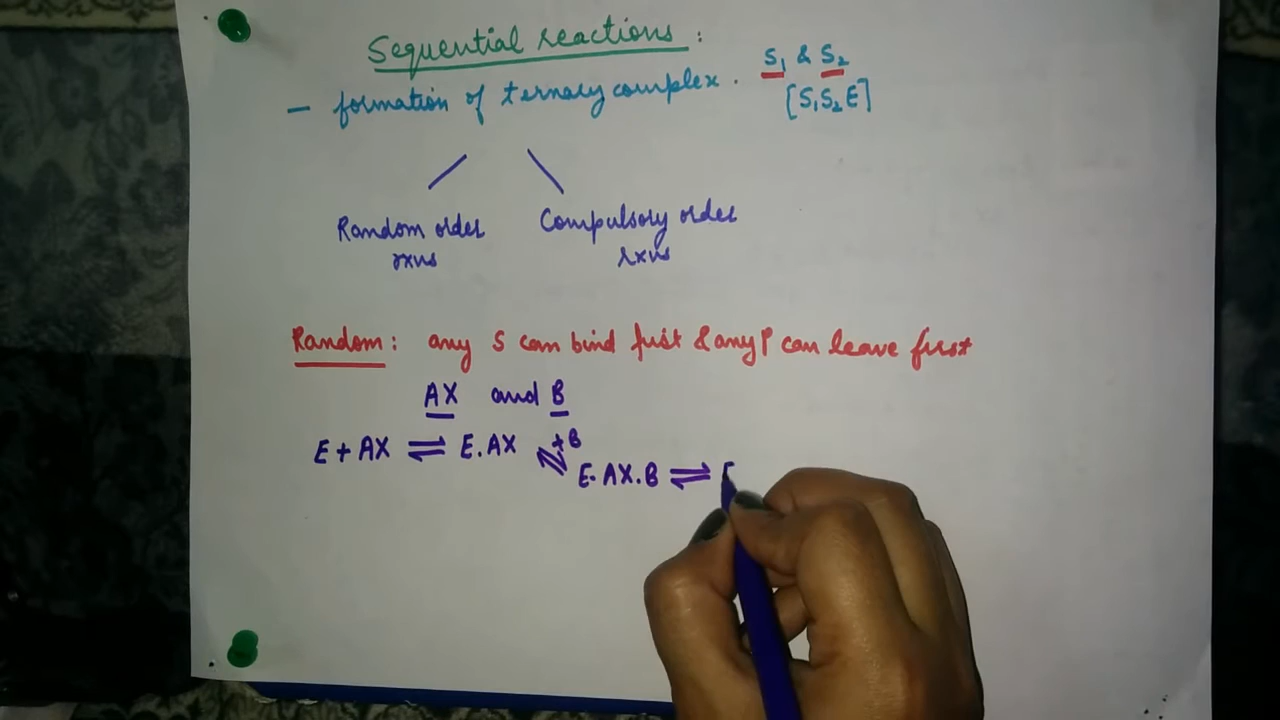 Sequential reactions :
– formation of ternary complex. S₁ & S₂
[S₁S₂E]
Random order rxns
Compulsory order rxns
Random: any S can bind first & any P can leave first
AX and B
E + AX ⇌ E.AX ⇌ +B
E.AX.B ⇌ E